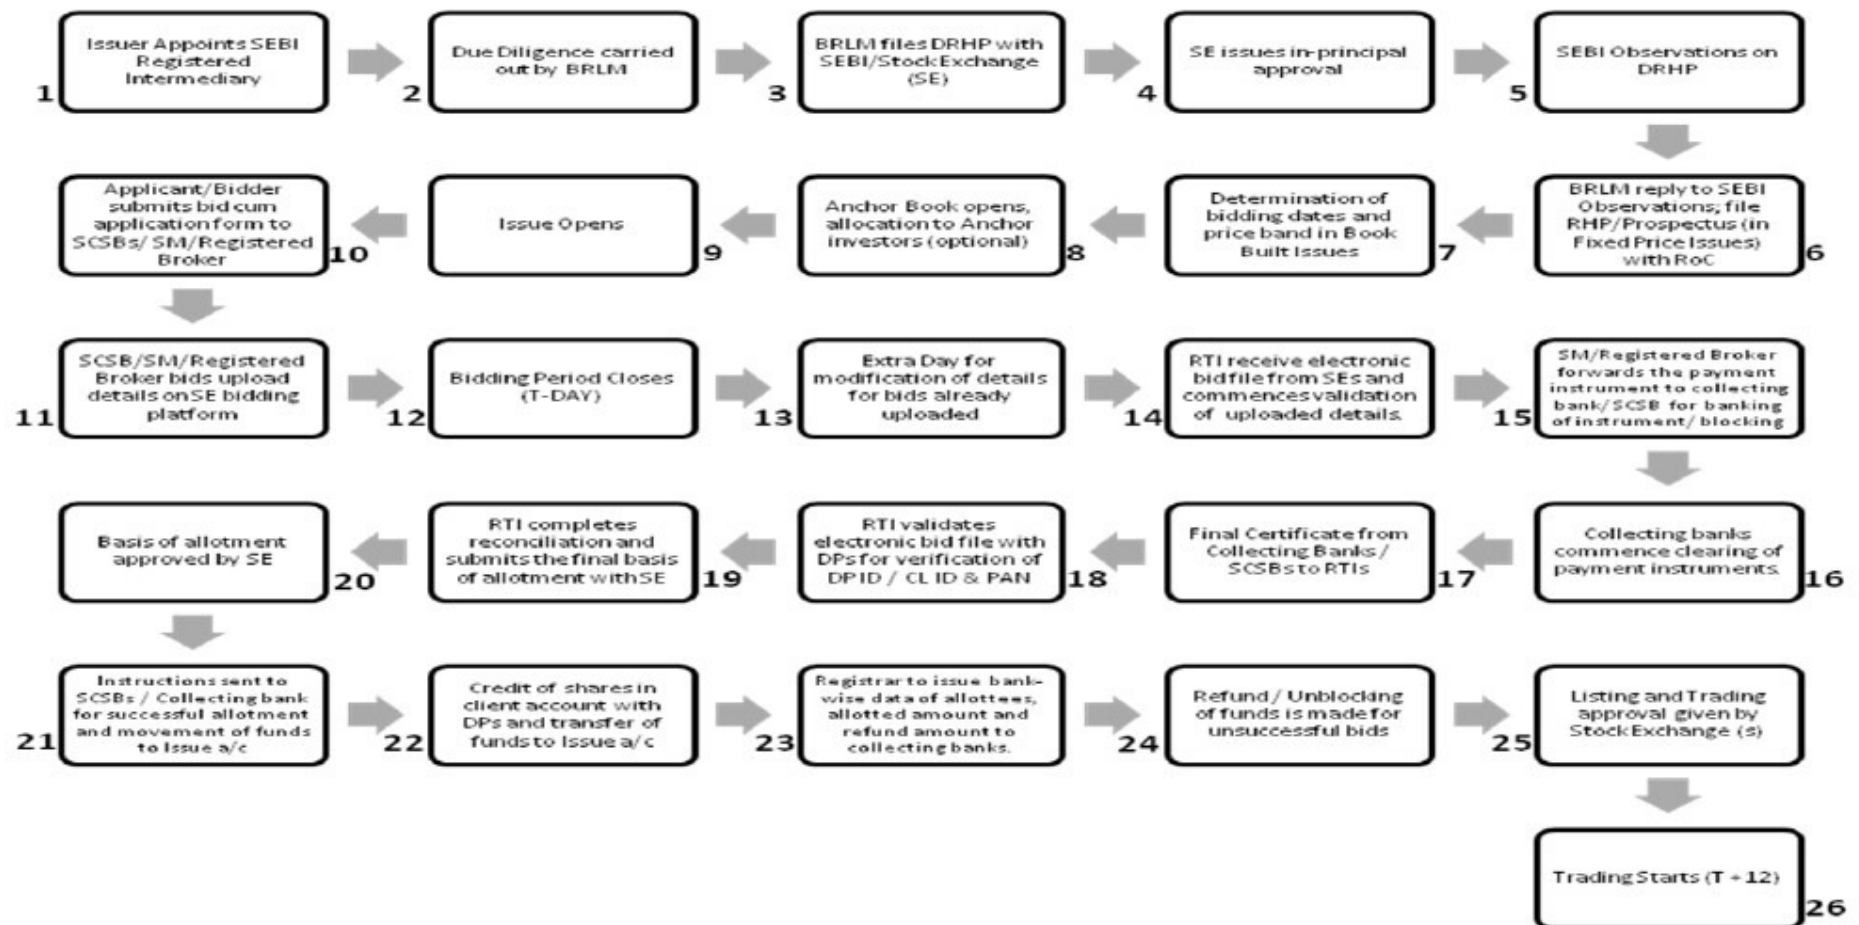 Issuer Appoints SEBI
Registered
Intermediary
1
Due Diligence carried
out by BRLM
2
BRLM files DRHP with
SEBI/Stock Exchange
(SE)
3
SE issues in-principal
approval
4
SEBI Observations on
DRHP
5
BRLM reply to SEBI
Observations; file
RHP/Prospectus (in
Fixed Price Issues)
with RoC
6
Determination of
bidding dates and
price band in Book
Built Issues
7
Anchor Book opens,
allocation to Anchor
investors (optional)
8
Issue Opens
9
Applicant/Bidder
submits bid cum
application form to
SCSBs/ SM/Registered
Broker
10
SCSB/SM/Registered
Broker bids upload
details on SE bidding
platform
11
Bidding Period Closes
(T-DAY)
12
Extra Day for
modification of details
for bids already
uploaded
13
RTI receive electronic
bid file from SEs and
commences validation
of uploaded details.
14
SM/Registered Broker
forwards the payment
instrument to collecting
bank/SCSB for banking
of instrument/ blocking
15
Collecting banks
commence clearing of
payment instruments.
16
Final Certificate from
Collecting Banks /
SCSBs to RTIs
17
RTI validates
electronic bid file with
DPs for verification of
DP ID / CL ID & PAN
18
RTI completes
reconciliation and
submits the final basis
of allotment with SE
19
Basis of allotment
approved by SE
20
Instructions sent to
SCSBs / Collecting bank
for successful allotment
and movement of funds
to Issue a/c
21
Credit of shares in
client account with
DPs and transfer of
funds to Issue a/c
22
Registrar to issue bank-
wise data of allottees,
allotted amount and
refund amount to
collecting banks.
23
Refund / Unblocking
of funds is made for
unsuccessful bids
24
Listing and Trading
approval given by
Stock Exchange (s)
25
Trading Starts (T + 12)
26